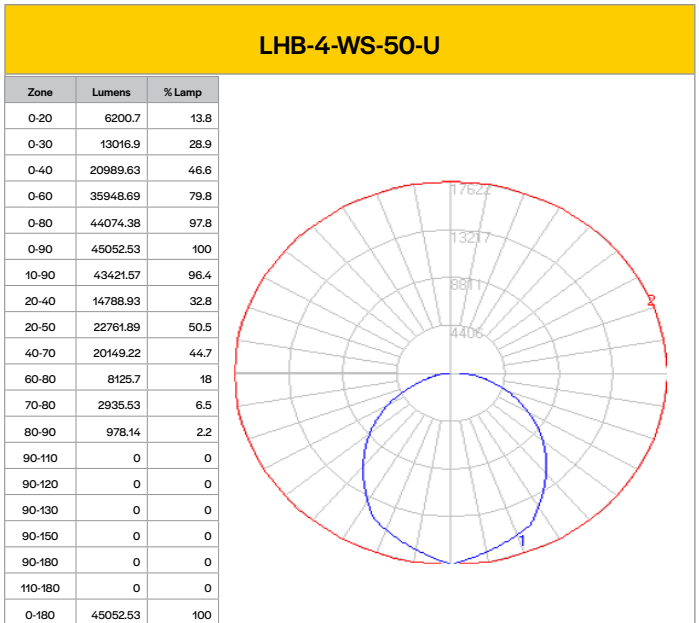 LHB-4-WS-50-U
Zone Lumens % Lamp
0-20 6200.7 13.8
0-30 13016.9 28.9
0-40 20989.63 46.6
0-60 35948.69 79.8
0-80 44074.38 97.8
0-90 45052.53 100
10-90 43421.57 96.4
20-40 14788.93 32.8
20-50 22761.89 50.5
40-70 20149.22 44.7
60-80 8125.7 18
70-80 2935.53 6.5
80-90 978.14 2.2
90-110 0 0
90-120 0 0
90-130 0 0
90-150 0 0
90-180 0 0
110-180 0 0
0-180 45052.53 100
17622
13217
8811
4406
2
1